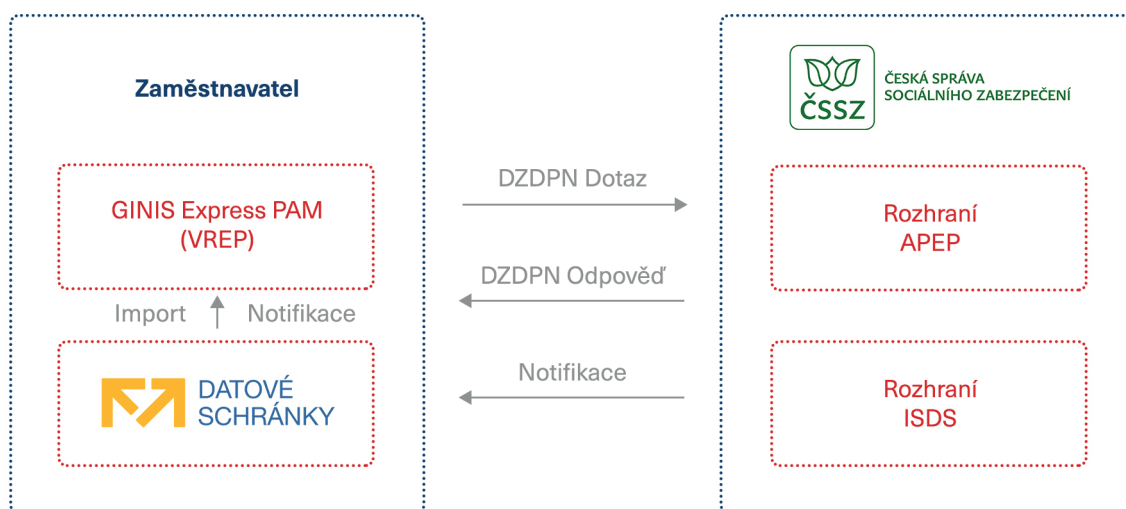 Zaměstnavatel
GINIS Express PAM
(VREP)
Import
Notifikace
DATOVÉ
SCHRÁNKY
DZDPN Dotaz
DZDPN Odpověď
Notifikace
ČSSZ
ČESKÁ SPRÁVA
SOCIÁLNÍHO ZABEZPEČENÍ
Rozhraní
APEP
Rozhraní
ISDS